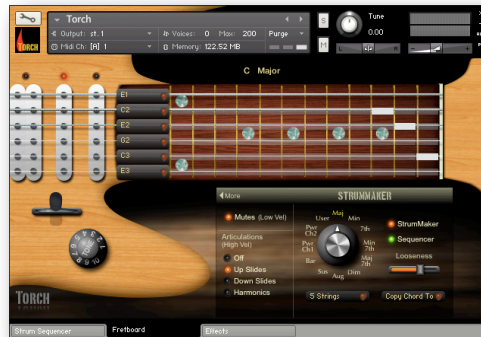 Torch
Output: st.1
Voices: 0 Max: 200 Purge
Midi Ch: [A] 1
Memory: 122.52 MB
S
M
Tune
0.00
L R
TORCH
C Major
E1
C2
E2
G2
C3
E3
More
STRUMMAKER
Mutes (Low Vel)
Articulations
(High Vel)
Off
Up Slides
Down Slides
Harmonics
User
Maj
Min
7th
Min
7th
Maj
7th
Dim
Aug
Sus
Bar
Pwr
Ch1
Pwr
Ch2
StrumMaker
Sequencer
Looseness
5 Strings
Copy Chord To
TORCH
Strum Sequencer
Fretboard
Effects